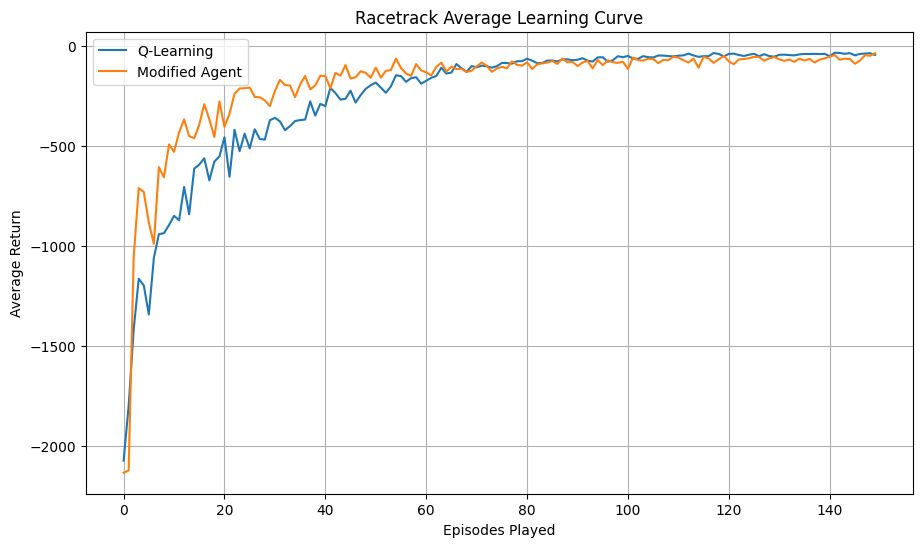 Racetrack Average Learning Curve
Q-Learning
Modified Agent
0
−500
−1000
−1500
−2000
Average Return
0 20 40 60 80 100 120 140
Episodes Played